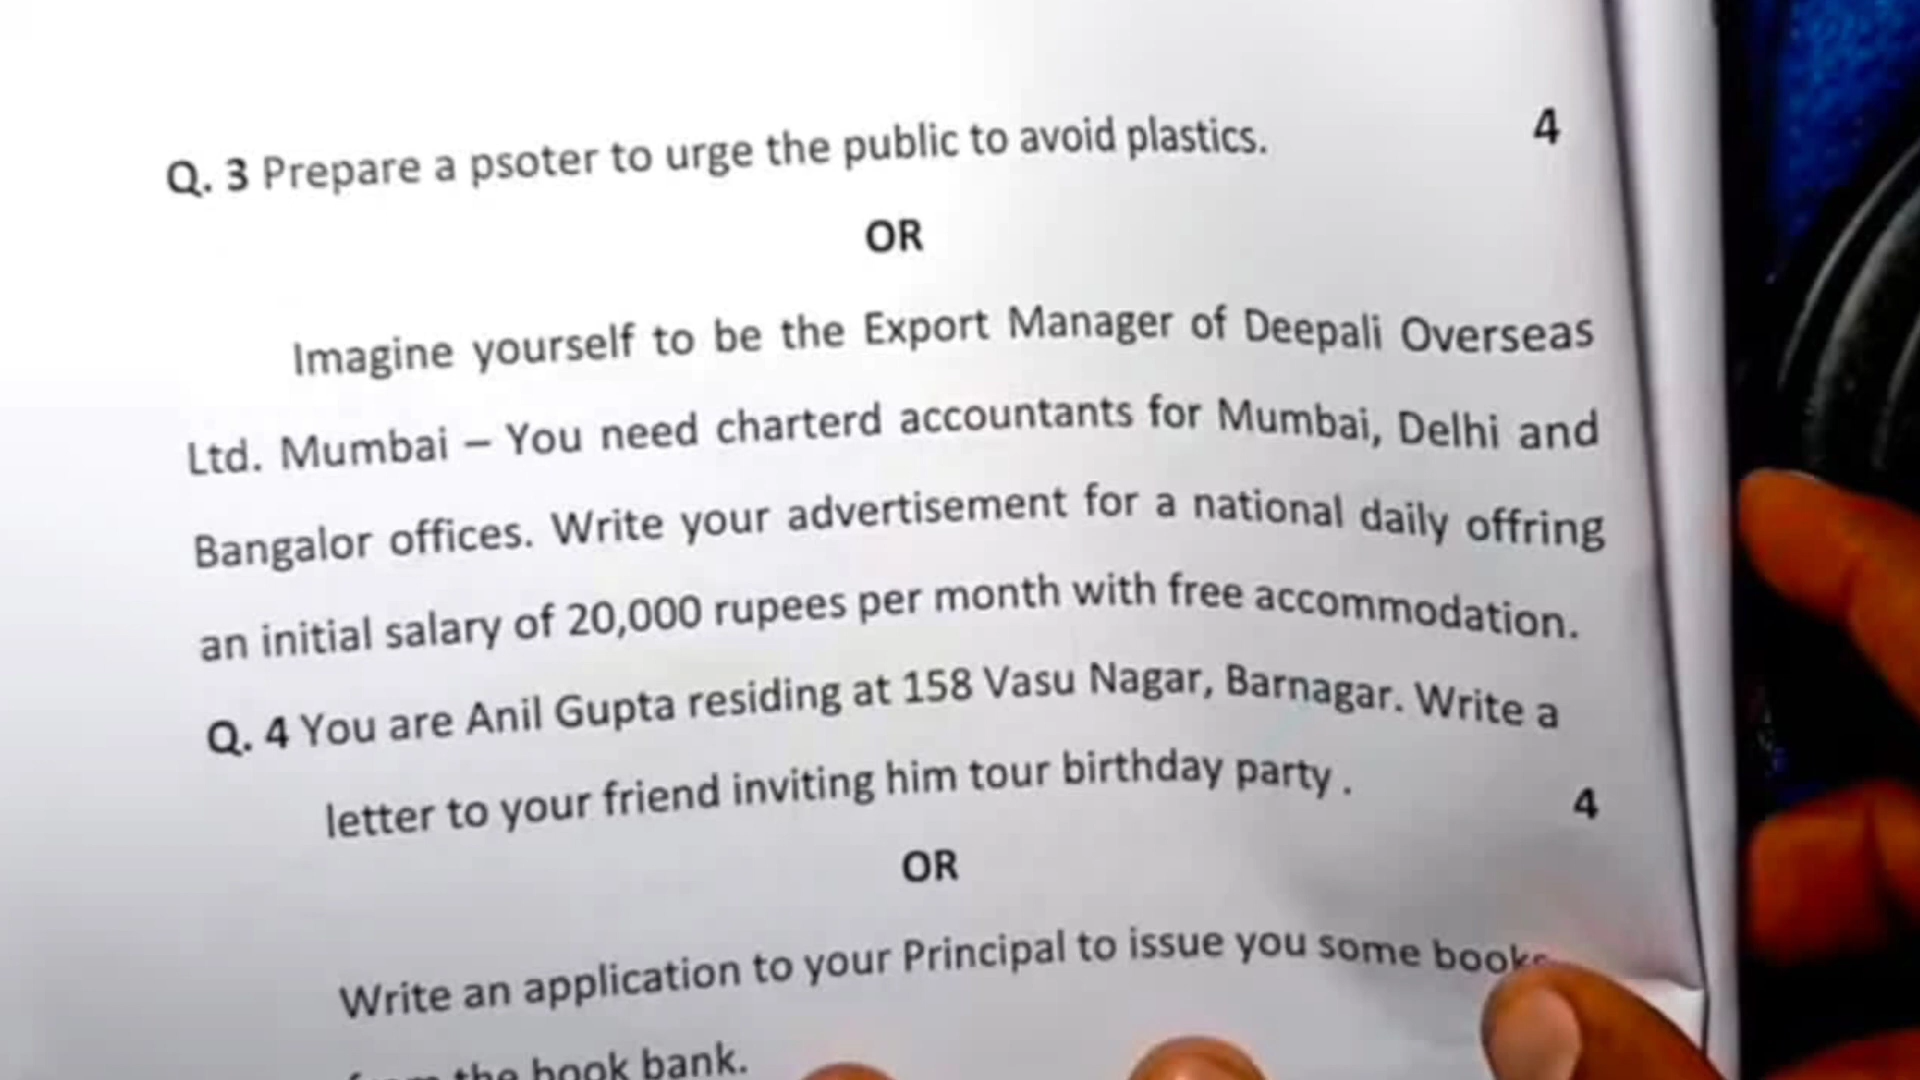 Q. 3 Prepare a psoter to urge the public to avoid plastics. 4
OR
Imagine yourself to be the Export Manager of Deepali Overseas
Ltd. Mumbai – You need charterd accountants for Mumbai, Delhi and
Bangalor offices. Write your advertisement for a national daily offring
an initial salary of 20,000 rupees per month with free accommodation.
Q. 4 You are Anil Gupta residing at 158 Vasu Nagar, Barnagar. Write a
letter to your friend inviting him tour birthday party . 4
OR
Write an application to your Principal to issue you some books
the book bank.